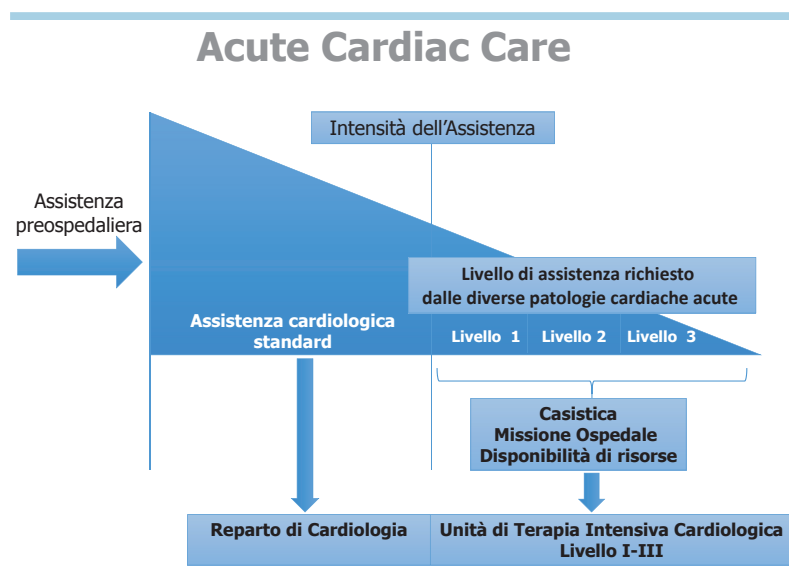 Acute Cardiac Care
Intensità dell'Assistenza
Assistenza
preospedaliera
Livello di assistenza richiesto
dalle diverse patologie cardiache acute
Assistenza cardiologica
standard
Livello 1
Livello 2
Livello 3
Casistica
Missione Ospedale
Disponibilità di risorse
Reparto di Cardiologia
Unità di Terapia Intensiva Cardiologica
Livello I-III